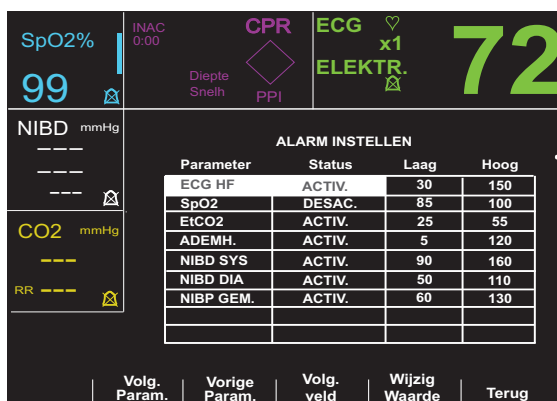 SpO2%
99
INAC
0:00
CPR
Diepte
Snelh
PPI
ECG
x1
ELEKTR.
72
NIBD mmHg
---
---
---
CO2 mmHg
---
RR ---
ALARM INSTELLEN
Parameter Status Laag Hoog
ECG HF ACTIV. 30 150
SpO2 DESAC. 85 100
EtCO2 ACTIV. 25 55
ADEMH. ACTIV. 5 120
NIBD SYS ACTIV. 90 160
NIBD DIA ACTIV. 50 110
NIBP GEM. ACTIV. 60 130
Volg. Param.
Vorige Param.
Volg. veld
Wijzig Waarde
Terug